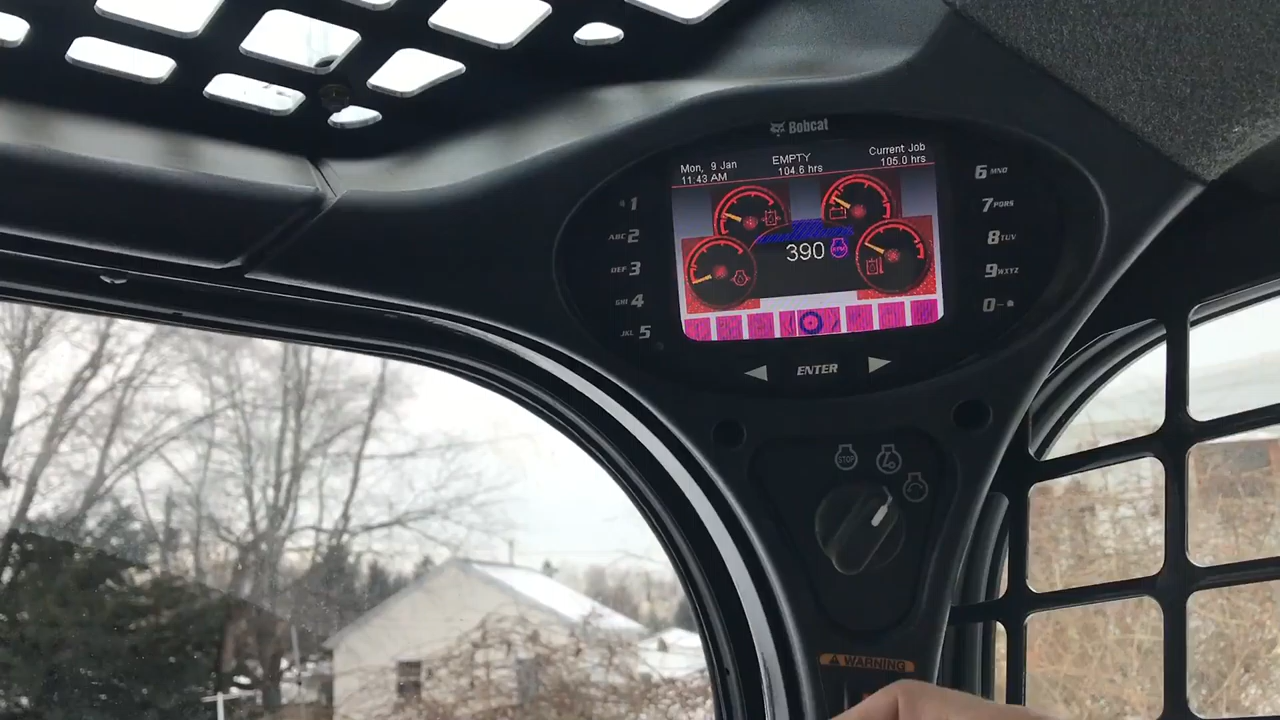 Bobcat
Mon, 9 Jan
11:43 AM
EMPTY
104.6 hrs
Current Job
105.0 hrs
390
RPM
1
ABC 2
DEF 3
GHI 4
JKL 5
6 MNO
7 PQRS
8 TUV
9 WXYZ
0
ENTER
STOP
WARNING